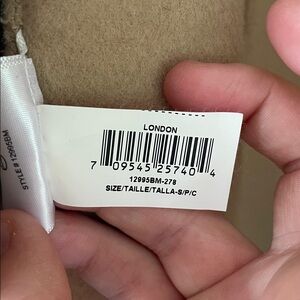 LONDON
7 09545 25740 4
12995BM-278
SIZE/TAILLE/TALLA-S/P/C
STYLE #12995BM